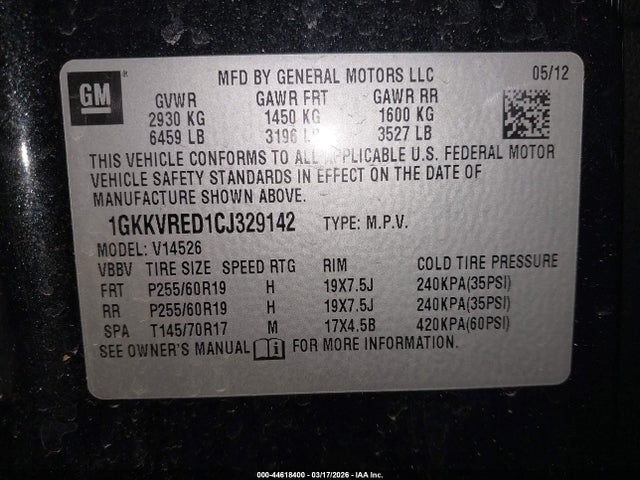 GM ® MFD BY GENERAL MOTORS LLC 05/12
GVWR GAWR FRT GAWR RR
2930 KG 1450 KG 1600 KG
6459 LB 3196 3527 LB
THIS VEHICLE CONFORMS TO ALL APPLICABLE U.S. FEDERAL MOTOR
VEHICLE SAFETY STANDARDS IN EFFECT ON THE DATE OF
MANUFACTURE SHOWN ABOVE.
1GKKVRED1CJ329142 TYPE: M.P.V.
MODEL: V14526
VBBV TIRE SIZE SPEED RTG RIM COLD TIRE PRESSURE
FRT P255/60R19 H 19X7.5J 240KPA(35PSI)
RR P255/60R19 H 19X7.5J 240KPA(35PSI)
SPA T145/70R17 M 17X4.5B 420KPA(60PSI)
SEE OWNER'S MANUAL FOR MORE INFORMATION.
000-44618400 - 03/17/2026 - IAA Inc.